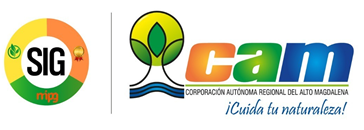 SIG
mipg
cam
CORPORACIÓN AUTÓNOMA REGIONAL DEL ALTO MAGDALENA
¡Cuida tu naturaleza!